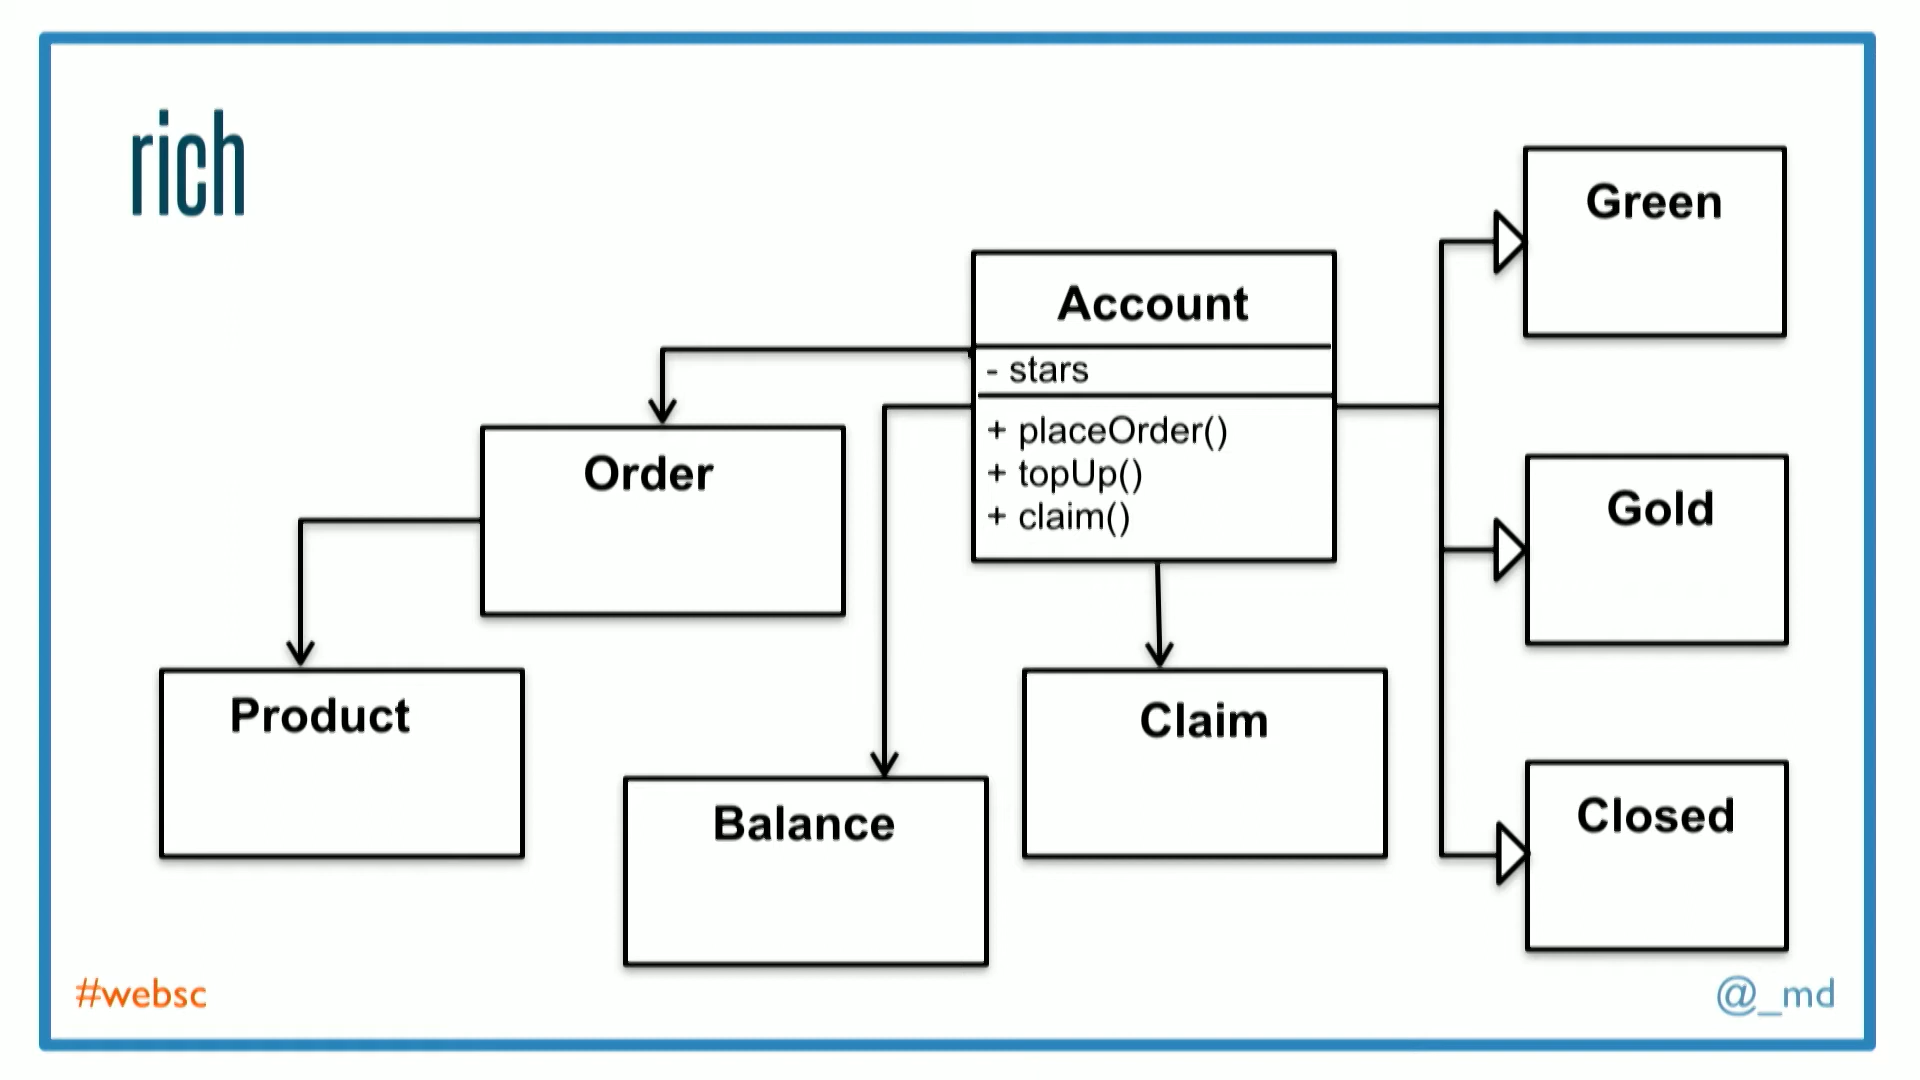 rich
Green
Account
- stars
+ placeOrder()
+ topUp()
+ claim()
Order
Gold
Product
Claim
Balance
Closed
#websc
@_md